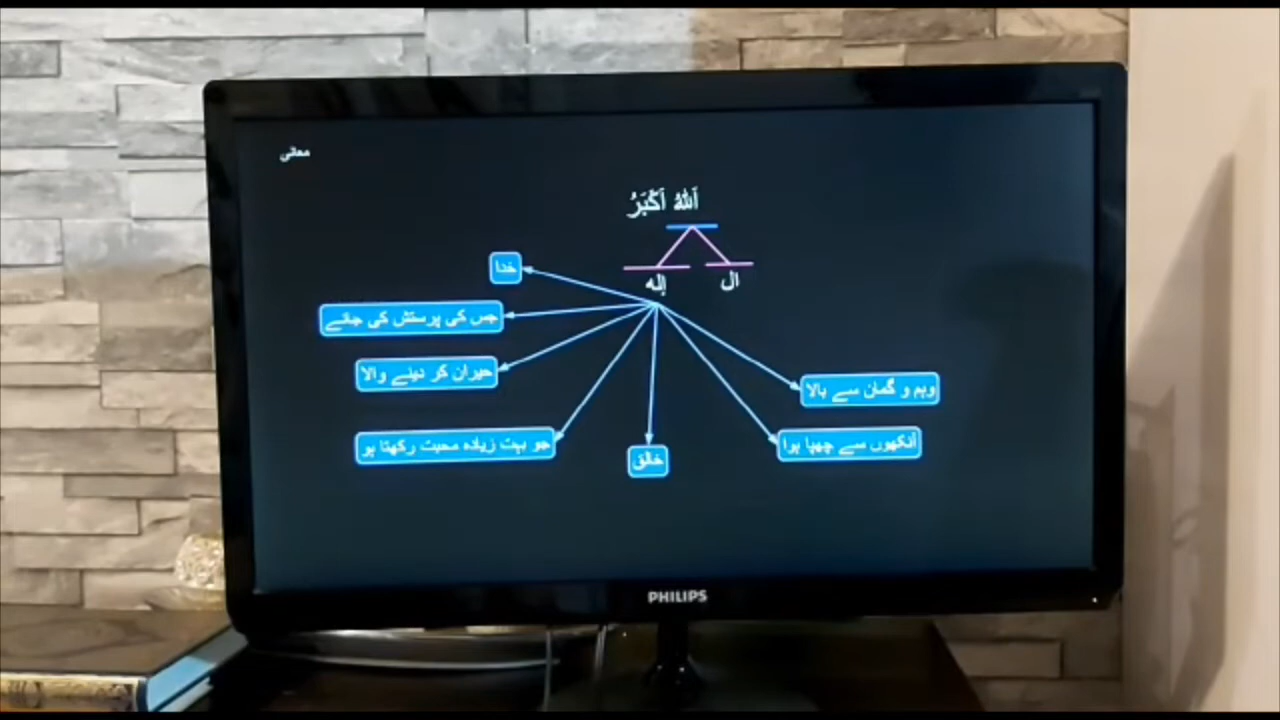 معانی
اَللّٰهُ اَكْبَرُ
ال
إله
خدا
جس کی پرستش کی جائے
حیران کر دینے والا
وہم و گمان سے بالا
جو بہت زیادہ محبت رکھتا ہو
خالق
آنکھوں سے چھپا ہوا
PHILIPS